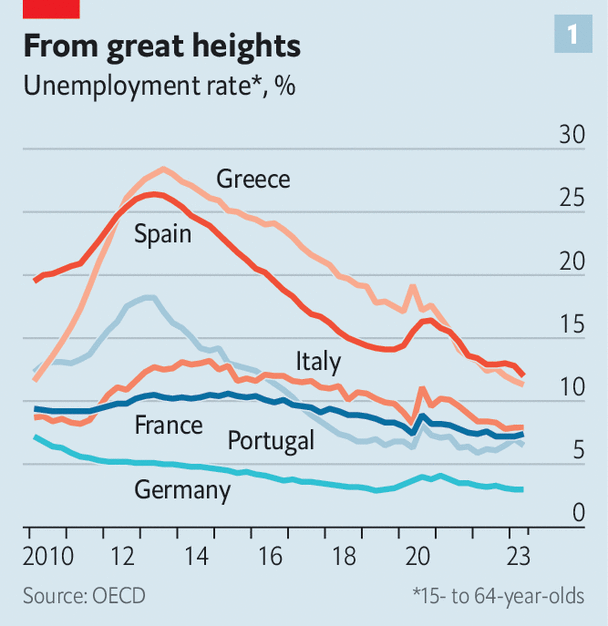 From great heights
1
Unemployment rate*, %
30
Greece
25
Spain
20
15
Italy
10
France
Portugal
5
Germany
0
2010 12 14 16 18 20 23
Source: OECD
*15- to 64-year-olds